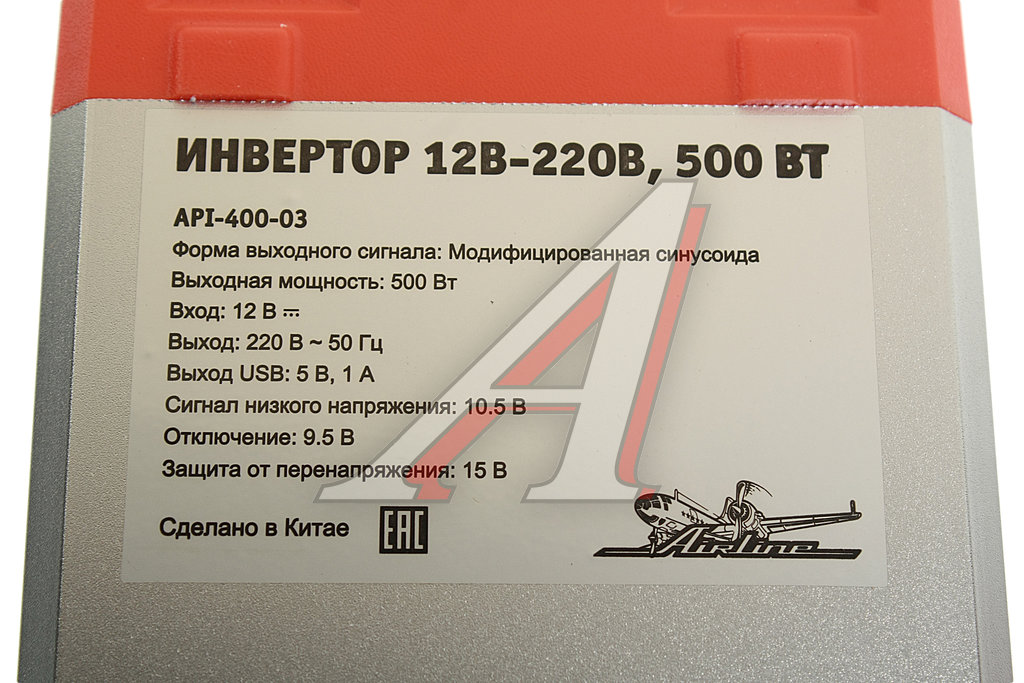 ИНВЕРТОР 12В-220В, 500 ВТ
API-400-03
Форма выходного сигнала: Модифицированная синусоида
Выходная мощность: 500 Вт
Вход: 12 В ⎓
Выход: 220 В ~ 50 Гц
Выход USB: 5 В, 1 А
Сигнал низкого напряжения: 10.5 В
Отключение: 9.5 В
Защита от перенапряжения: 15 В
Сделано в Китае EAC
AirLine
A